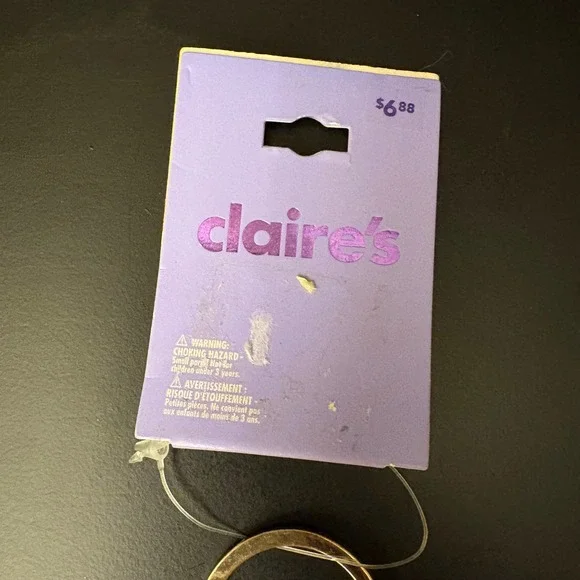 $6.88
claire's
⚠ WARNING:
CHOKING HAZARD -
Small parts. Not for
children under 3 years.
⚠ AVERTISSEMENT :
RISQUE D'ÉTOUFFEMENT -
Petites pièces. Ne convient pas
aux enfants de moins de 3 ans.